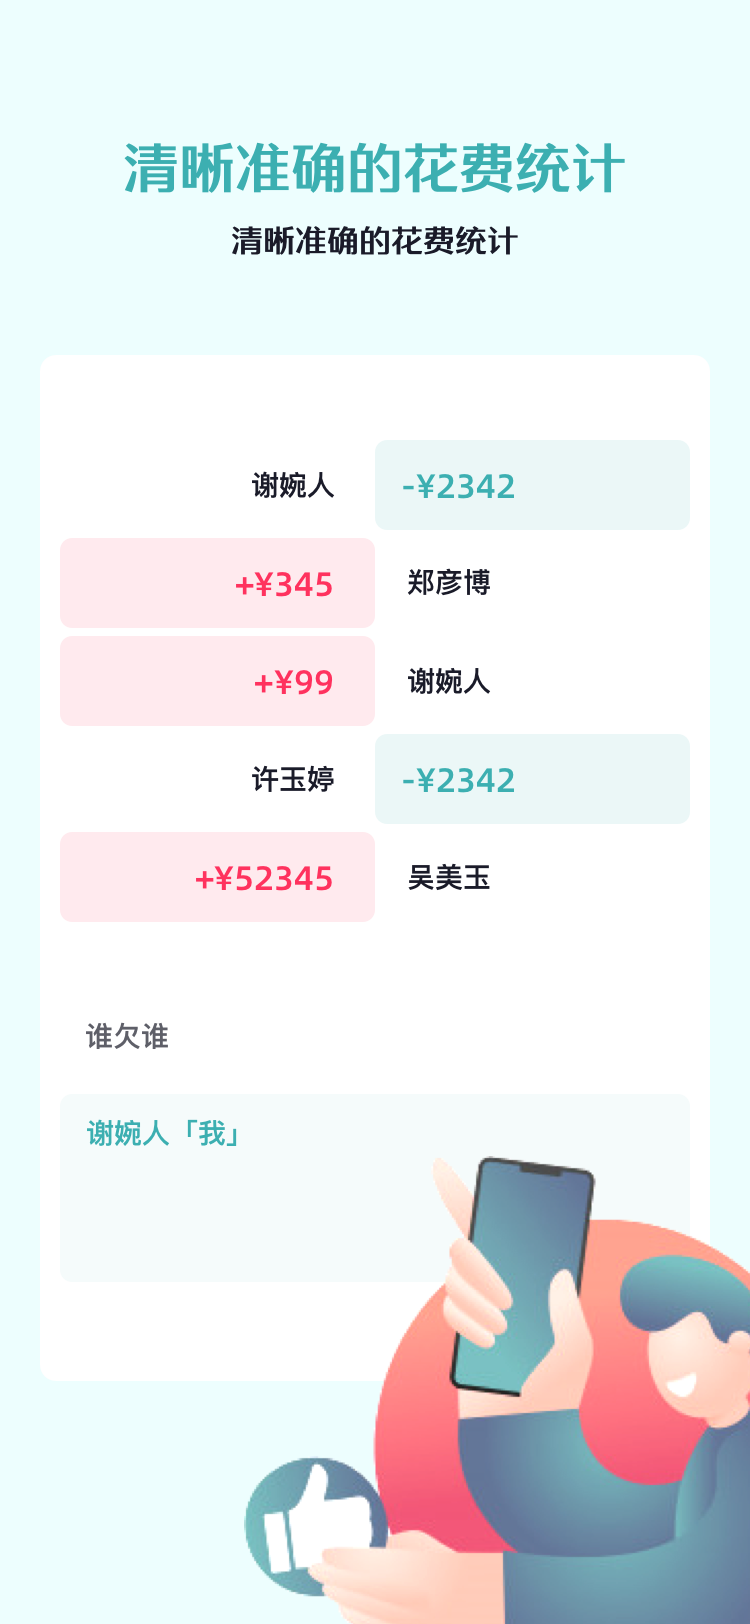 清晰准确的花费统计
清晰准确的花费统计
谢婉人 -¥2342
+¥345 郑彦博
+¥99 谢婉人
许玉婷 -¥2342
+¥52345 吴美玉
谁欠谁
谢婉人「我」